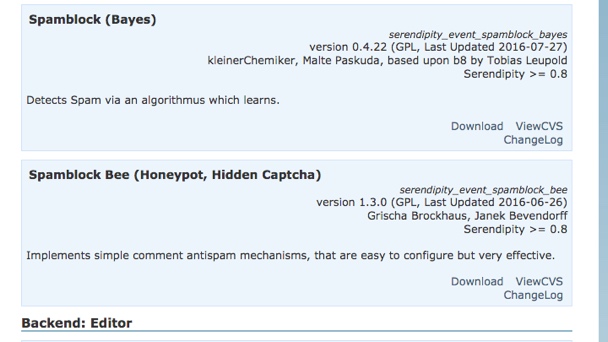 Spamblock (Bayes)
serendipity_event_spamblock_bayes
version 0.4.22 (GPL, Last Updated 2016-07-27)
kleinerChemiker, Malte Paskuda, based upon b8 by Tobias Leupold
Serendipity >= 0.8
Detects Spam via an algorithmus which learns.
Download ViewCVS
ChangeLog
Spamblock Bee (Honeypot, Hidden Captcha)
serendipity_event_spamblock_bee
version 1.3.0 (GPL, Last Updated 2016-06-26)
Grischa Brockhaus, Janek Bevendorff
Serendipity >= 0.8
Implements simple comment antispam mechanisms, that are easy to configure but very effective.
Download ViewCVS
ChangeLog
Backend: Editor